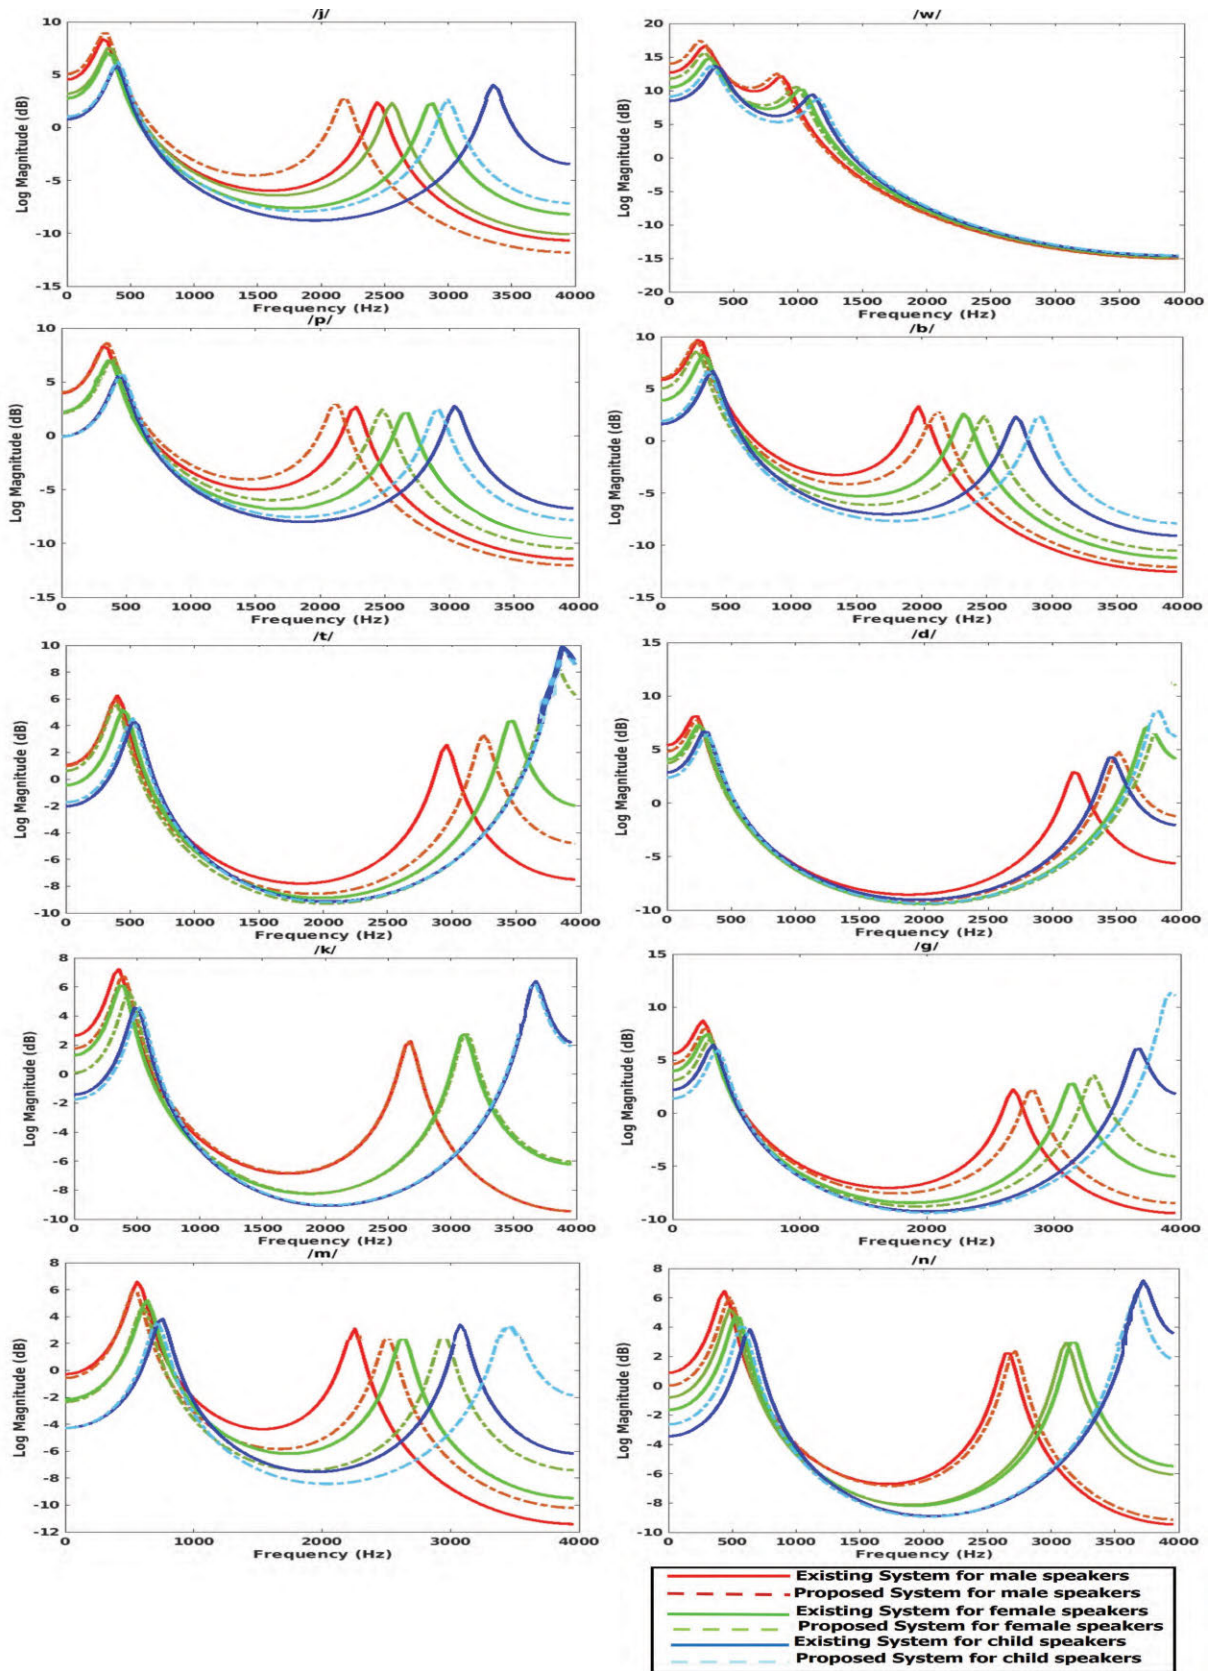 /j/
Log Magnitude (dB)
10
5
0
-5
-10
-15
0 500 1000 1500 2000 2500 3000 3500 4000
Frequency (Hz)
/w/
Log Magnitude (dB)
20
15
10
5
0
-5
-10
-15
-20
0 500 1000 1500 2000 2500 3000 3500 4000
Frequency (Hz)
/p/
Log Magnitude (dB)
10
5
0
-5
-10
-15
0 500 1000 1500 2000 2500 3000 3500 4000
Frequency (Hz)
/b/
Log Magnitude (dB)
10
5
0
-5
-10
-15
0 500 1000 1500 2000 2500 3000 3500 4000
Frequency (Hz)
/t/
Log Magnitude (dB)
10
8
6
4
2
0
-2
-4
-6
-8
-10
0 500 1000 1500 2000 2500 3000 3500 4000
Frequency (Hz)
/d/
Log Magnitude (dB)
15
10
5
0
-5
-10
0 500 1000 1500 2000 2500 3000 3500 4000
Frequency (Hz)
/k/
Log Magnitude (dB)
8
6
4
2
0
-2
-4
-6
-8
-10
0 500 1000 1500 2000 2500 3000 3500 4000
Frequency (Hz)
/g/
Log Magnitude (dB)
15
10
5
0
-5
-10
0 1000 2000 3000 4000
Frequency (Hz)
/m/
Log Magnitude (dB)
8
6
4
2
0
-2
-4
-6
-8
-10
-12
0 500 1000 1500 2000 2500 3000 3500 4000
Frequency (Hz)
/n/
Log Magnitude (dB)
8
6
4
2
0
-2
-4
-6
-8
-10
0 500 1000 1500 2000 2500 3000 3500 4000
Frequency (Hz)
Existing System for male speakers
Proposed System for male speakers
Existing System for female speakers
Proposed System for female speakers
Existing System for child speakers
Proposed System for child speakers